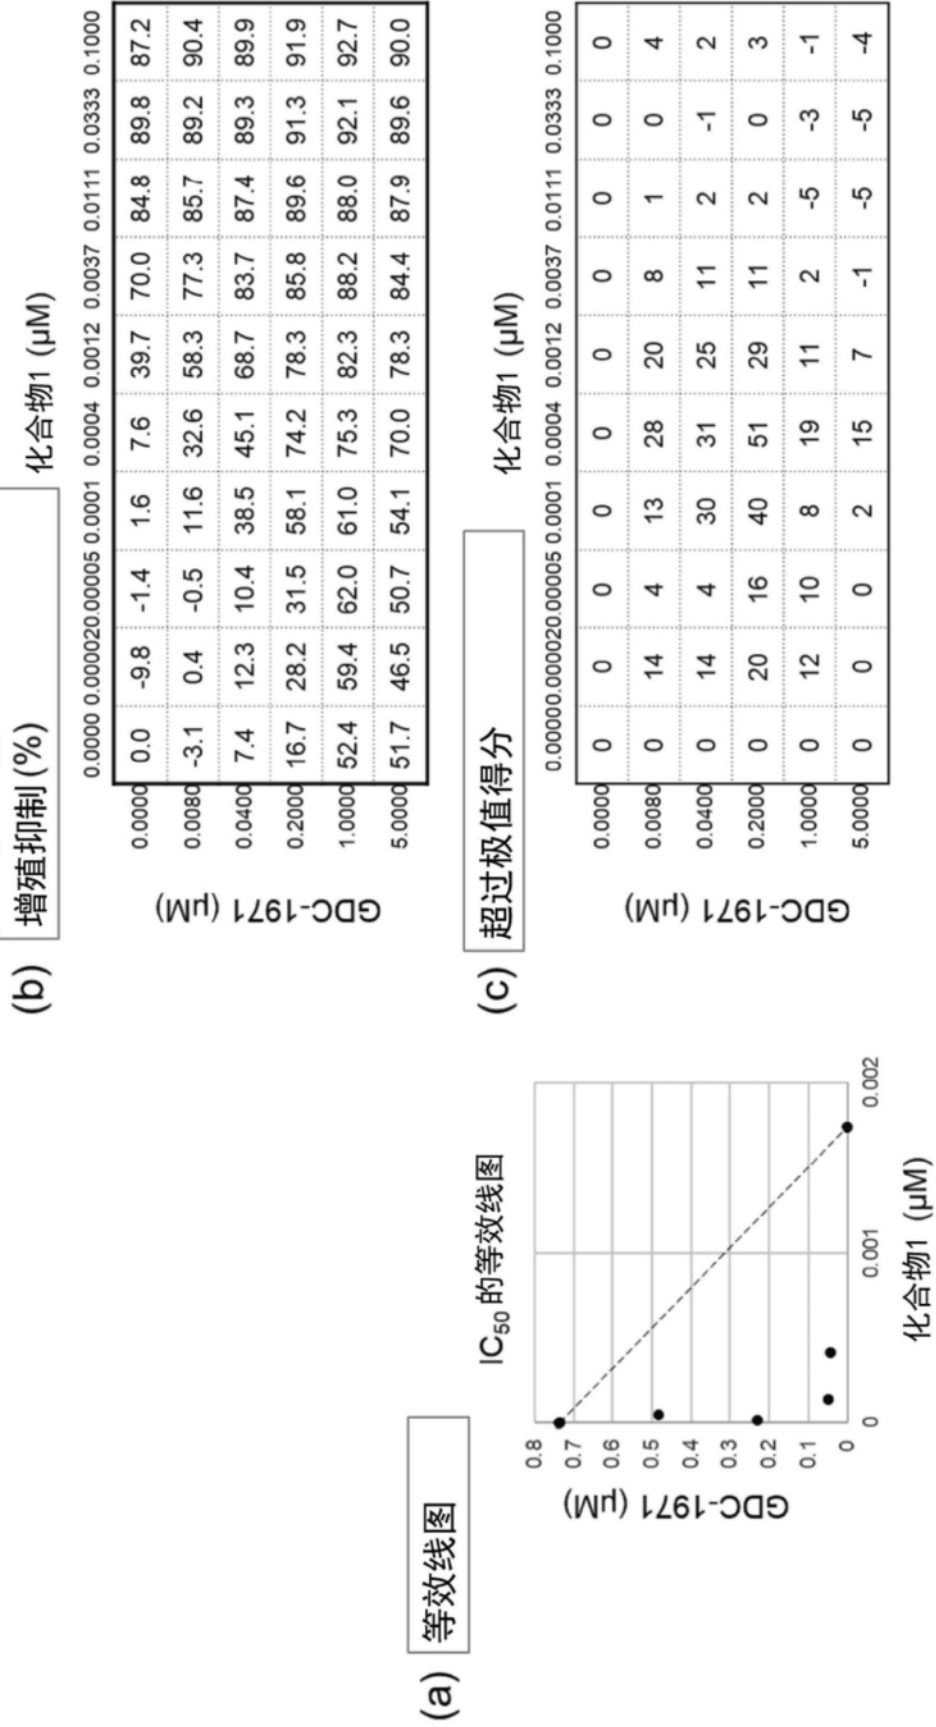 (a) 等效线图
IC50 的等效线图
GDC-1971 (μM)
0.8
0.7
0.6
0.5
0.4
0.3
0.2
0.1
0
0 0.001 0.002
化合物1 (μM)
(b) 增殖抑制 (%)
化合物1 (μM)
0.0000 0.00002 0.00005 0.0001 0.0004 0.0012 0.0037 0.0111 0.0333 0.1000
GDC-1971 (μM)
0.0000 0.0 -9.8 -1.4 1.6 7.6 39.7 70.0 84.8 89.8 87.2
0.0080 -3.1 0.4 -0.5 11.6 32.6 58.3 77.3 85.7 89.2 90.4
0.0400 7.4 12.3 10.4 38.5 45.1 68.7 83.7 87.4 89.3 89.9
0.2000 16.7 28.2 31.5 58.1 74.2 78.3 85.8 89.6 91.3 91.9
1.0000 52.4 59.4 62.0 61.0 75.3 82.3 88.2 88.0 92.1 92.7
5.0000 51.7 46.5 50.7 54.1 70.0 78.3 84.4 87.9 89.6 90.0
(c) 超过极值得分
化合物1 (μM)
0.0000 0.00002 0.00005 0.0001 0.0004 0.0012 0.0037 0.0111 0.0333 0.1000
GDC-1971 (μM)
0.0000 0 0 0 0 0 0 0 0 0 0
0.0080 0 14 4 13 28 20 8 1 0 4
0.0400 0 14 4 30 31 25 11 2 -1 2
0.2000 0 20 16 40 51 29 11 2 0 3
1.0000 0 12 10 8 19 11 2 -5 -3 -1
5.0000 0 0 0 2 15 7 -1 -5 -5 -4